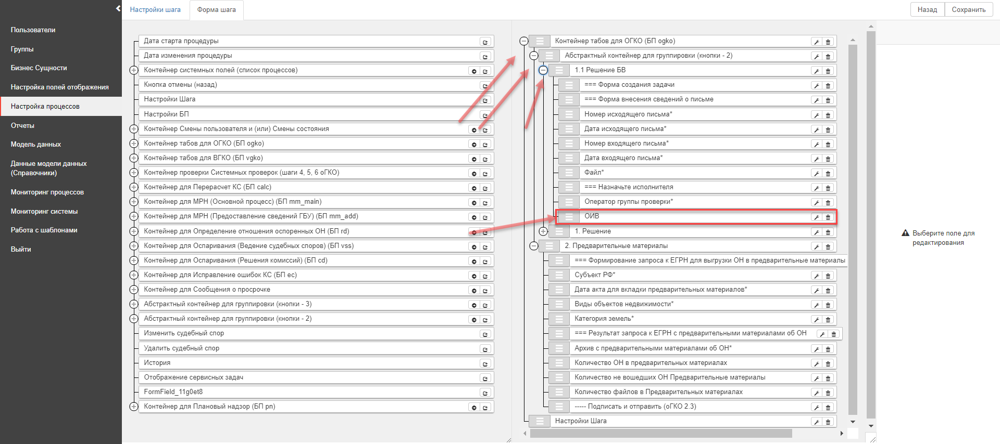 Настройки шага
Форма шага
Назад
Сохранить
Пользователи
Группы
Бизнес Сущности
Настройка полей отображения
Настройка процессов
Отчеты
Модель данных
Данные модели данных
(Справочники)
Мониторинг процессов
Мониторинг системы
Работа с шаблонами
Выйти
Дата старта процедуры
Дата изменения процедуры
Контейнер системных полей (список процессов)
Кнопка отмены (назад)
Настройки Шага
Настройки БП
Контейнер Смены пользователя и (или) Смены состояния
Контейнер табов для ОГКО (БП ogko)
Контейнер табов для ВГКО (БП vgko)
Контейнер проверки Системных проверок (шаги 4, 5, 6 оГКО)
Контейнер для Перерасчет КС (БП calc)
Контейнер для МРН (Основной процесс) (БП mm_main)
Контейнер для МРН (Предоставление сведений ГБУ) (БП mm_add)
Контейнер для Определение отношения оспоренных ОН (БП rd)
Контейнер для Оспаривания (Ведение судебных споров) (БП vss)
Контейнер для Оспаривания (Решения комиссий) (БП cd)
Контейнер для Исправление ошибок КС (БП ec)
Контейнер для Сообщения о просрочке
Абстрактный контейнер для группировки (кнопки - 3)
Абстрактный контейнер для группировки (кнопки - 2)
Изменить судебный спор
Удалить судебный спор
История
Отображение сервисных задач
FormField_11g0et8
Контейнер для Плановый надзор (БП pn)
Контейнер табов для ОГКО (БП ogko)
Абстрактный контейнер для группировки (кнопки - 2)
1.1 Решение БВ
=== Форма создания задачи
=== Форма внесения сведений о письме
Номер исходящего письма*
Дата исходящего письма*
Номер входящего письма*
Дата входящего письма*
Файл*
=== Назначьте исполнителя
Оператор группы проверки*
ОИВ
1. Решение
2. Предварительные материалы
=== Формирование запроса к ЕГРН для выгрузки ОН в предварительные материалы
Субъект РФ*
Дата акта для вкладки предварительных материалов*
Виды объектов недвижимости*
Категория земель*
=== Результат запроса к ЕГРН с предварительными материалами об ОН
Архив с предварительными материалами об ОН*
Количество ОН в предварительных материалах
Количество не вошедших ОН Предварительные материалы
Количество файлов в Предварительных материалах
----- Подписать и отправить (оГКО 2.3)
Настройки Шага
Выберите поле для
редактирования